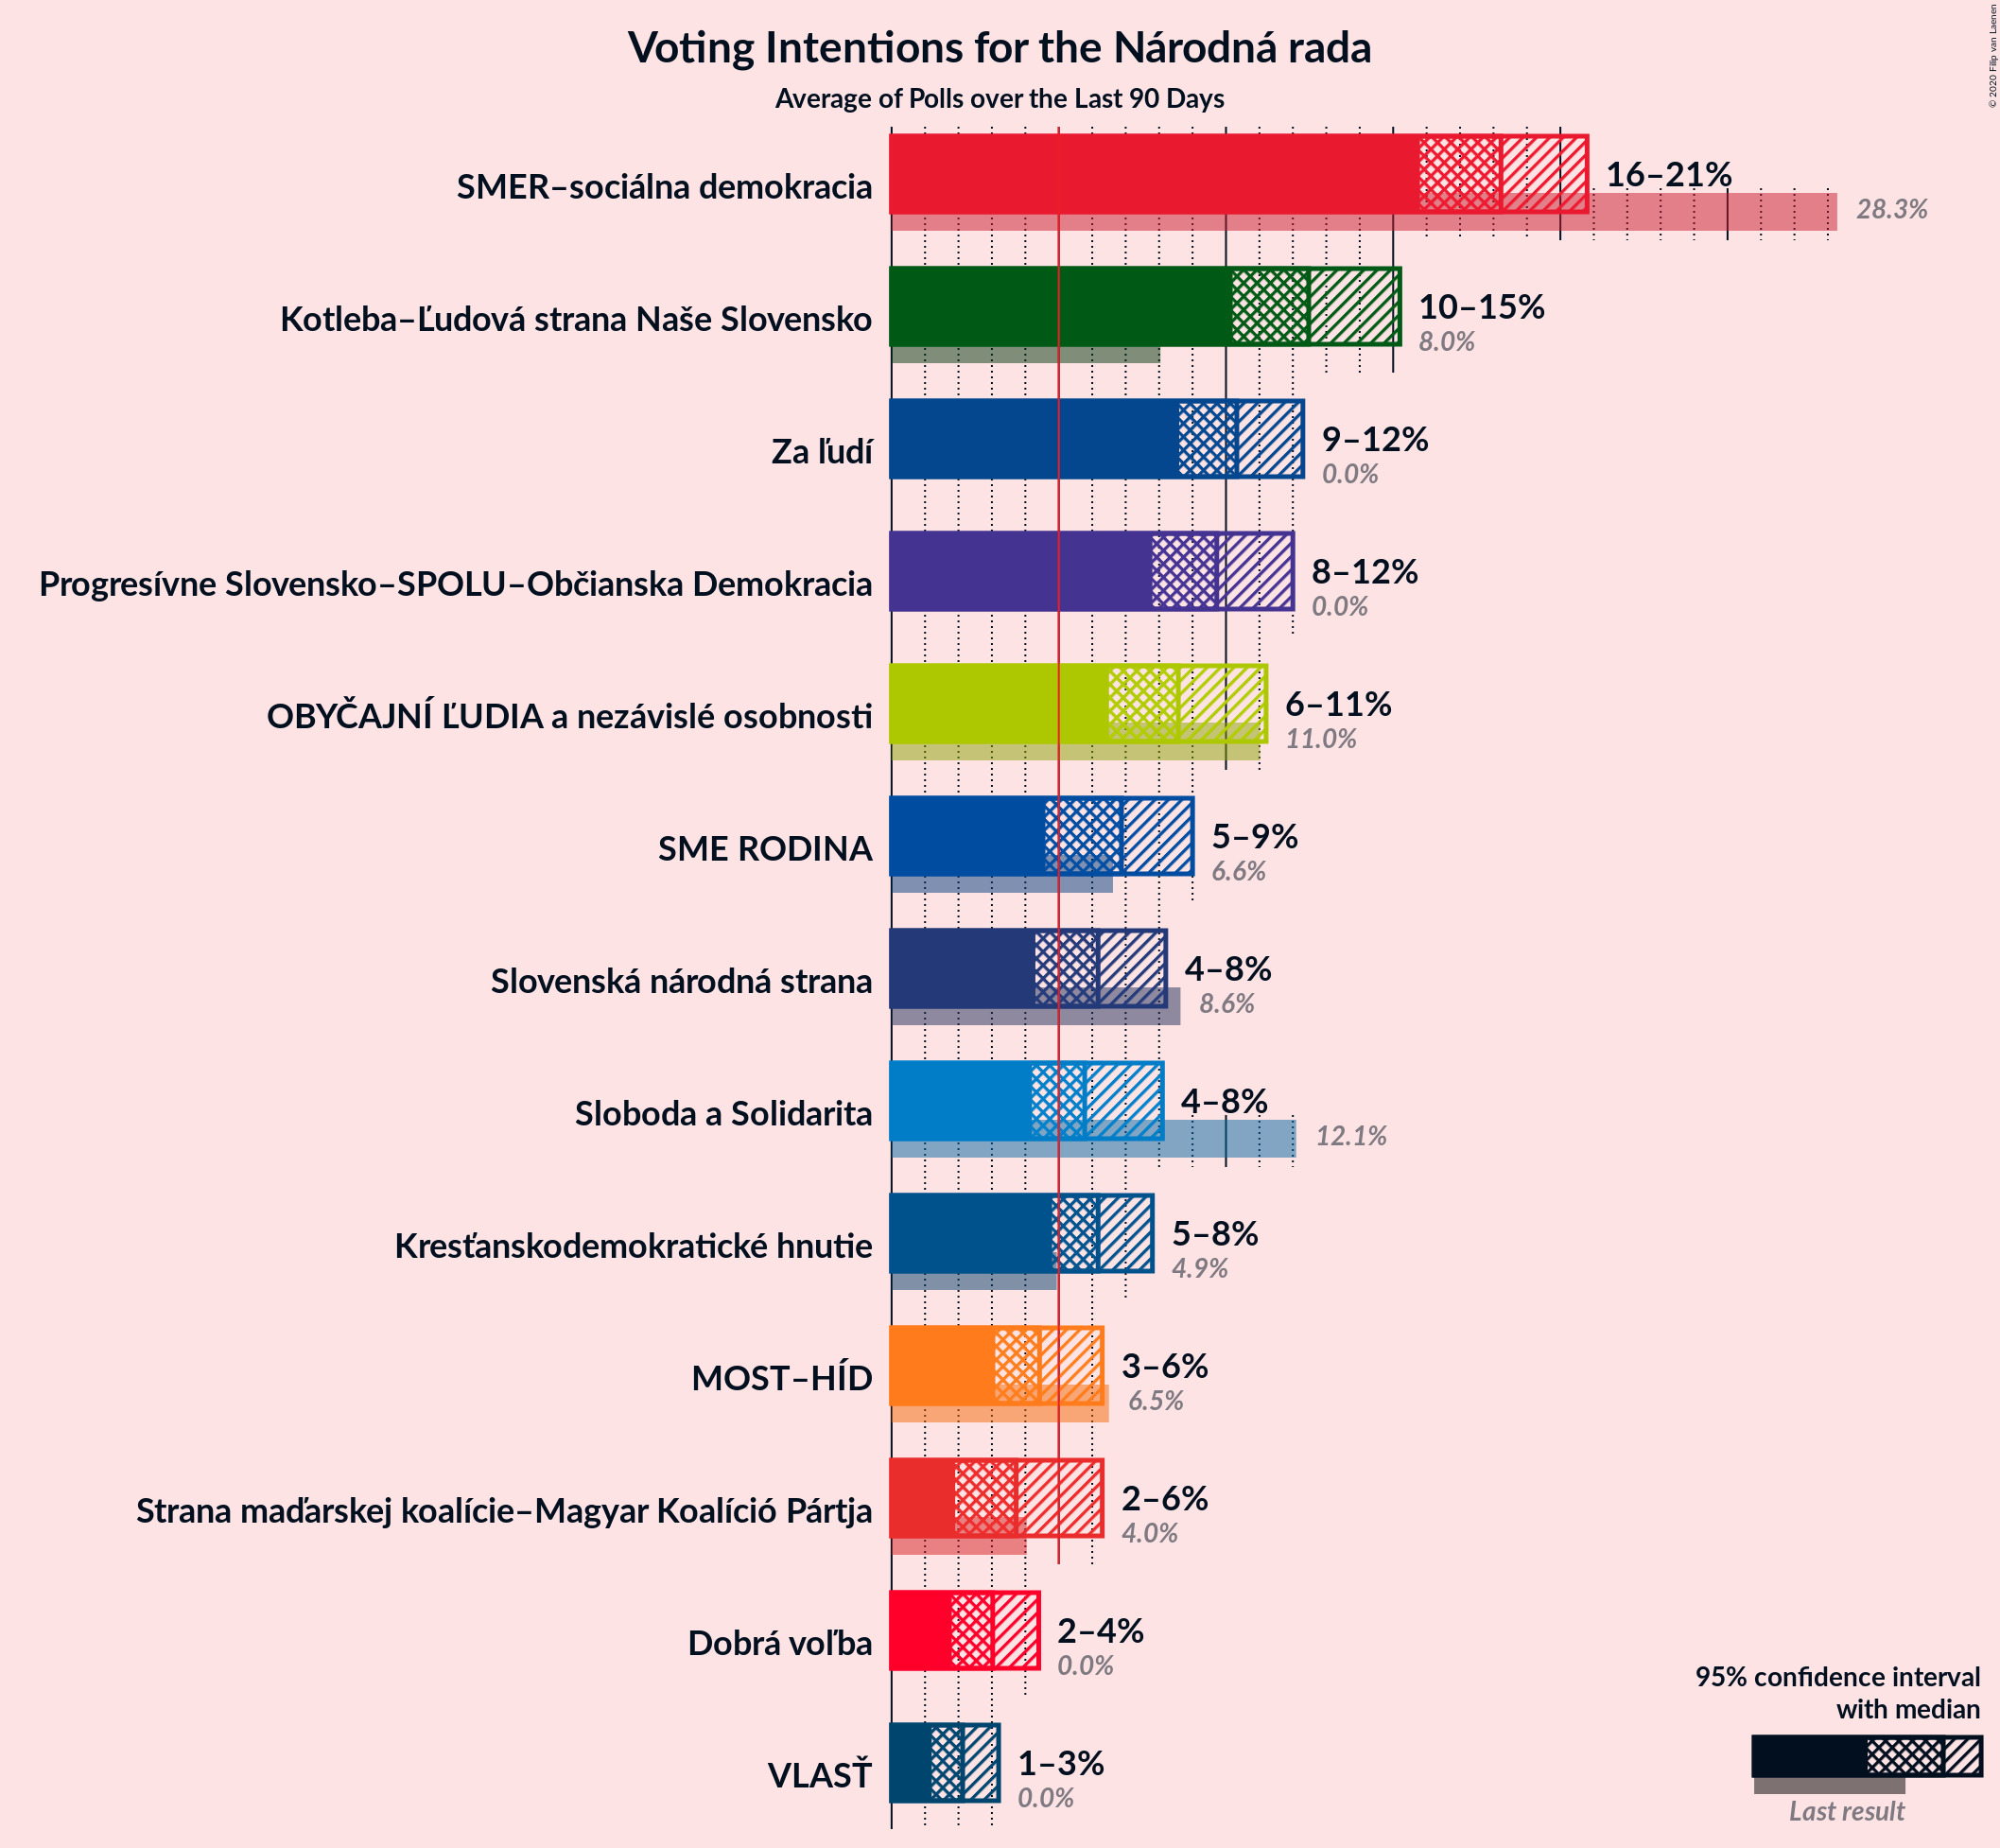 Voting Intentions for the Národná rada
Average of Polls over the Last 90 Days
© 2020 Filip van Laenen
SMER–sociálna demokracia
16–21%
28.3%
Kotleba–Ľudová strana Naše Slovensko
10–15%
8.0%
Za ľudí
9–12%
0.0%
Progresívne Slovensko–SPOLU–Občianska Demokracia
8–12%
0.0%
OBYČAJNÍ ĽUDIA a nezávislé osobnosti
6–11%
11.0%
SME RODINA
5–9%
6.6%
Slovenská národná strana
4–8%
8.6%
Sloboda a Solidarita
4–8%
12.1%
Kresťanskodemokratické hnutie
5–8%
4.9%
MOST–HÍD
3–6%
6.5%
Strana maďarskej koalície–Magyar Koalíció Pártja
2–6%
4.0%
Dobrá voľba
2–4%
0.0%
VLASŤ
1–3%
0.0%
95% confidence interval
with median
Last result